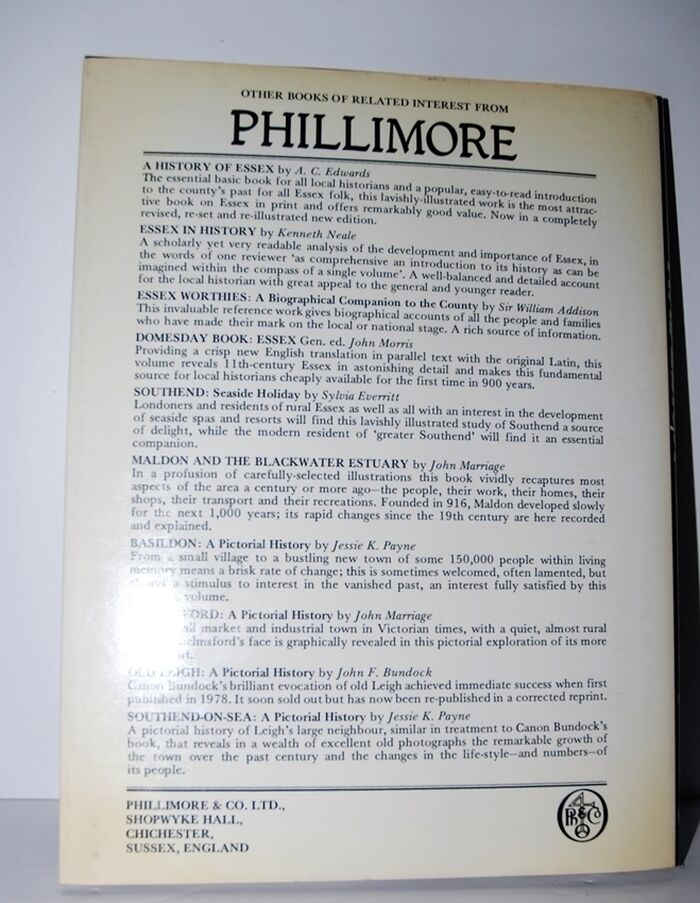 OTHER BOOKS OF RELATED INTEREST FROM
PHILLIMORE
A HISTORY OF ESSEX by A. C. Edwards
The essential basic book for all local historians and a popular, easy-to-read introduction
to the county's past for all Essex folk, this lavishly-illustrated work is the most attrac-
tive book on Essex in print and offers remarkably good value. Now in a completely
revised, re-set and re-illustrated new edition.
ESSEX IN HISTORY by Kenneth Neale
A scholarly yet very readable analysis of the development and importance of Essex, in
the words of one reviewer 'as comprehensive an introduction to its history as can be
imagined within the compass of a single volume'. A well-balanced and detailed account
for the local historian with great appeal to the general and younger reader.
ESSEX WORTHIES: A Biographical Companion to the County by Sir William Addison
This invaluable reference work gives biographical accounts of all the people and families
who have made their mark on the local or national stage. A rich source of information.
DOMESDAY BOOK: ESSEX Gen. ed. John Morris
Providing a crisp new English translation in parallel text with the original Latin, this
volume reveals 11th-century Essex in astonishing detail and makes this fundamental
source for local historians cheaply available for the first time in 900 years.
SOUTHEND: Seaside Holiday by Sylvia Everritt
Londoners and residents of rural Essex as well as all with an interest in the development
of seaside spas and resorts will find this lavishly illustrated study of Southend a source
of delight, while the modern resident of 'greater Southend' will find it an essential
companion.
MALDON AND THE BLACKWATER ESTUARY by John Marriage
In a profusion of carefully-selected illustrations this book vividly recaptures most
aspects of the area a century or more ago—the people, their work, their homes, their
shops, their transport and their recreations. Founded in 916, Maldon developed slowly
for the next 1,000 years; its rapid changes since the 19th century are here recorded
and explained.
BASILDON: A Pictorial History by Jessie K. Payne
From a small village to a bustling new town of some 150,000 people within living
memory means a brisk rate of change; this is sometimes welcomed, often lamented, but
always a stimulus to interest in the vanished past, an interest fully satisfied by this
volume.
A Pictorial History by John Marriage
market and industrial town in Victorian times, with a quiet, almost rural
face is graphically revealed in this pictorial exploration of its more
OLD LEIGH: A Pictorial History by John F. Bundock
Canon Bundock's brilliant evocation of old Leigh achieved immediate success when first
published in 1978. It soon sold out but has now been re-published in a corrected reprint.
SOUTHEND-ON-SEA: A Pictorial History by Jessie K. Payne
A pictorial history of Leigh's large neighbour, similar in treatment to Canon Bundock's
book, that reveals in a wealth of excellent old photographs the remarkable growth of
the town over the past century and the changes in the life-style—and numbers—of
its people.
PHILLIMORE & CO. LTD.,
SHOPWYKE HALL,
CHICHESTER,
SUSSEX, ENGLAND
Ph & Co